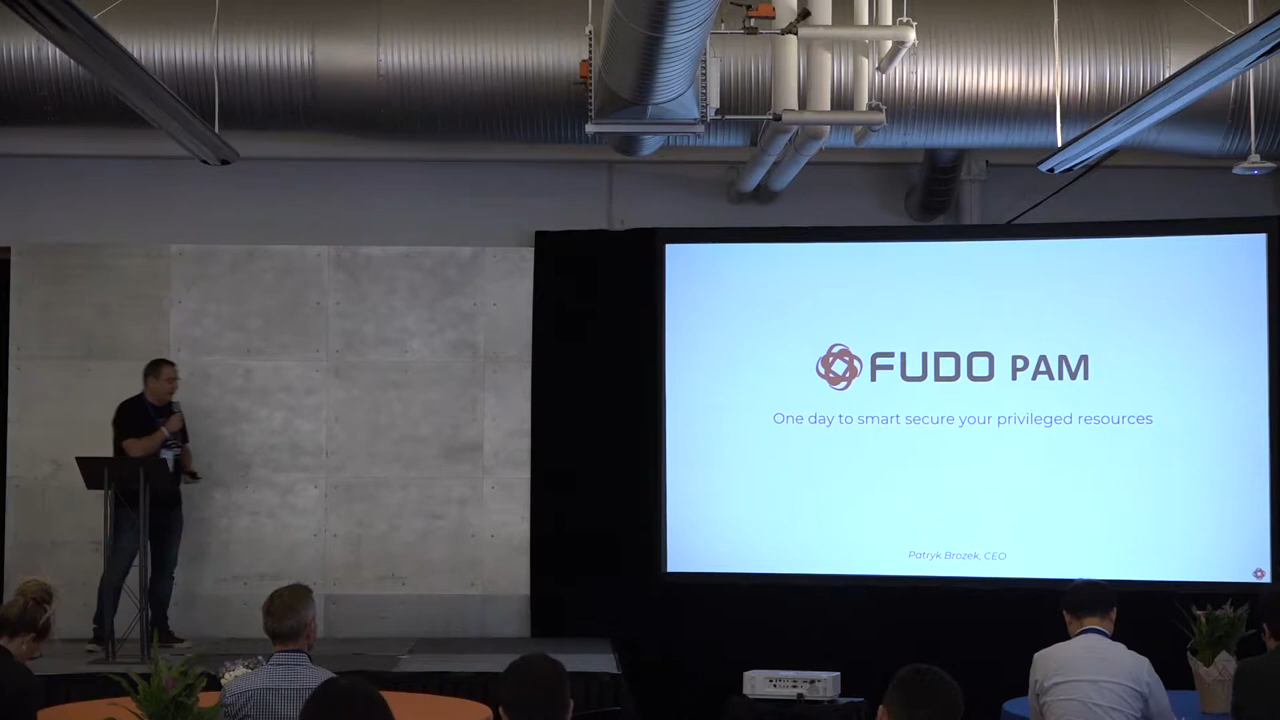 FUDO PAM
One day to smart secure your privileged resources
Patryk Brozek, CEO